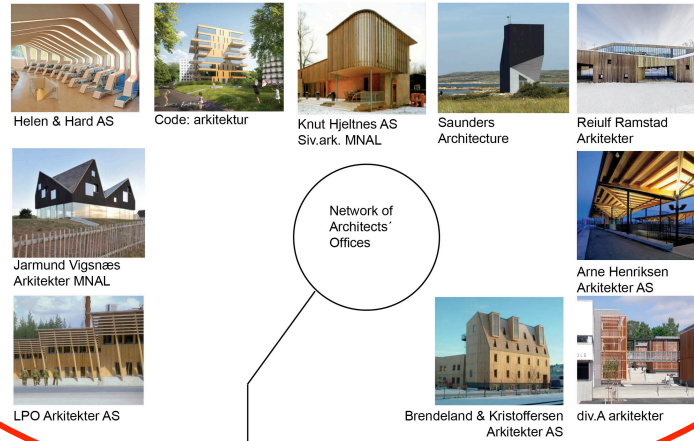 Helen & Hard AS
Code: arkitektur
Knut Hjeltnes AS
Siv.ark. MNAL
Saunders
Architecture
Reiulf Ramstad
Arkitekter
Network of
Architects´
Offices
Jarmund Vigsnæs
Arkitekter MNAL
Arne Henriksen
Arkitekter AS
LPO Arkitekter AS
Brendeland & Kristoffersen
Arkitekter AS
div.A arkitekter